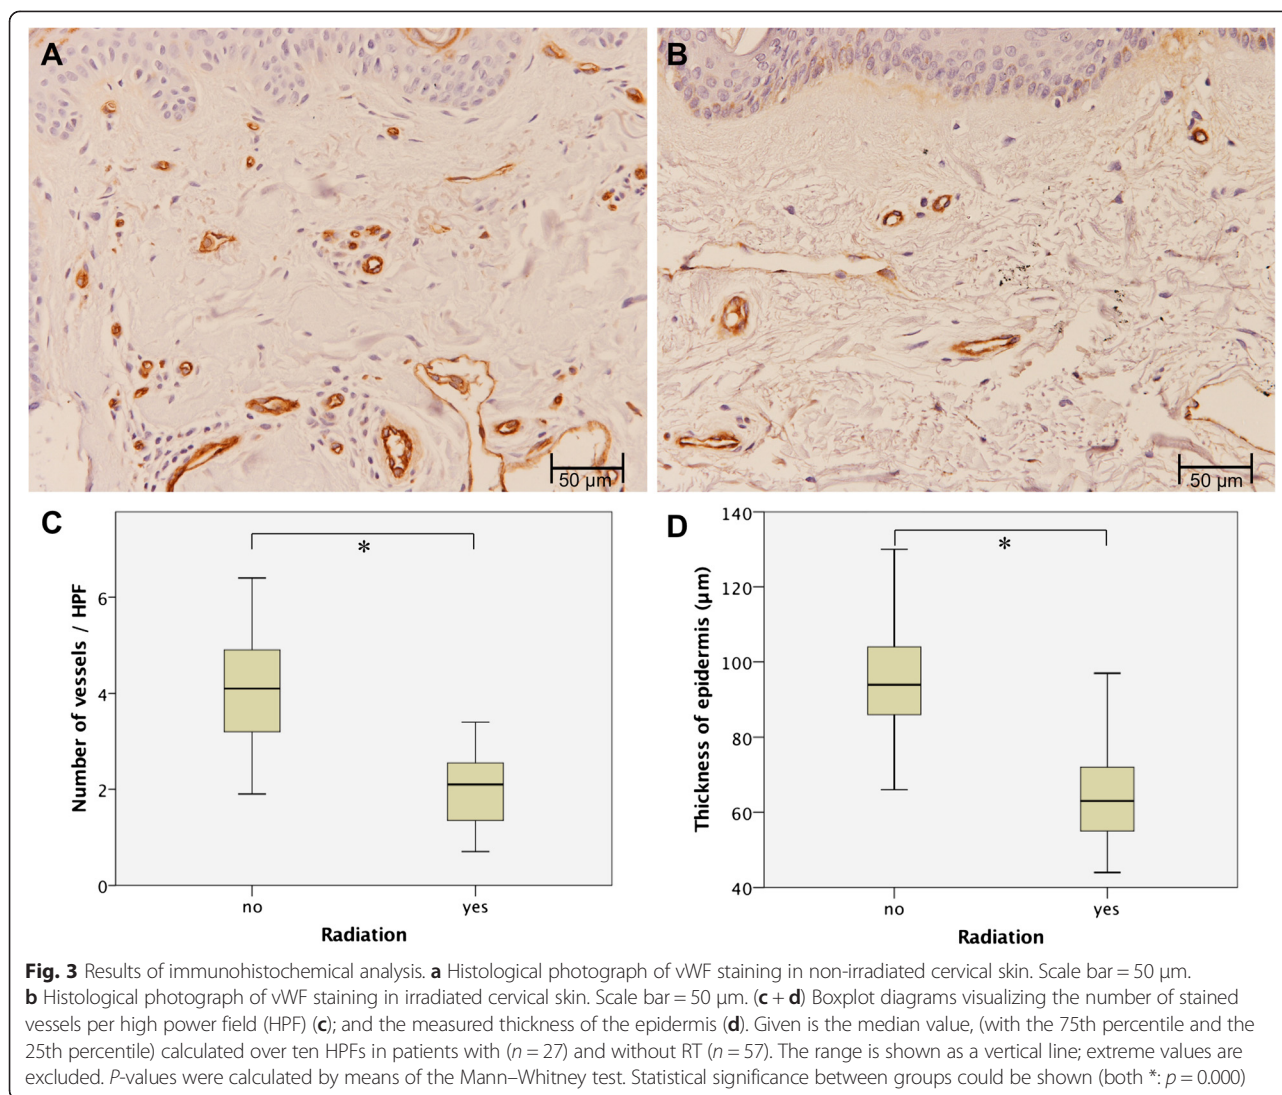 A
B
50 µm
50 µm
C
D
*
*
Number of vessels / HPF
6
4
2
0
no
yes
Radiation
Thickness of epidermis (µm)
140
120
100
80
60
40
no
yes
Radiation
Fig. 3 Results of immunohistochemical analysis. a Histological photograph of vWF staining in non-irradiated cervical skin. Scale bar = 50 µm.
b Histological photograph of vWF staining in irradiated cervical skin. Scale bar = 50 µm. (c + d) Boxplot diagrams visualizing the number of stained
vessels per high power field (HPF) (c); and the measured thickness of the epidermis (d). Given is the median value, (with the 75th percentile and the
25th percentile) calculated over ten HPFs in patients with (n = 27) and without RT (n = 57). The range is shown as a vertical line; extreme values are
excluded. P-values were calculated by means of the Mann–Whitney test. Statistical significance between groups could be shown (both *: p = 0.000)